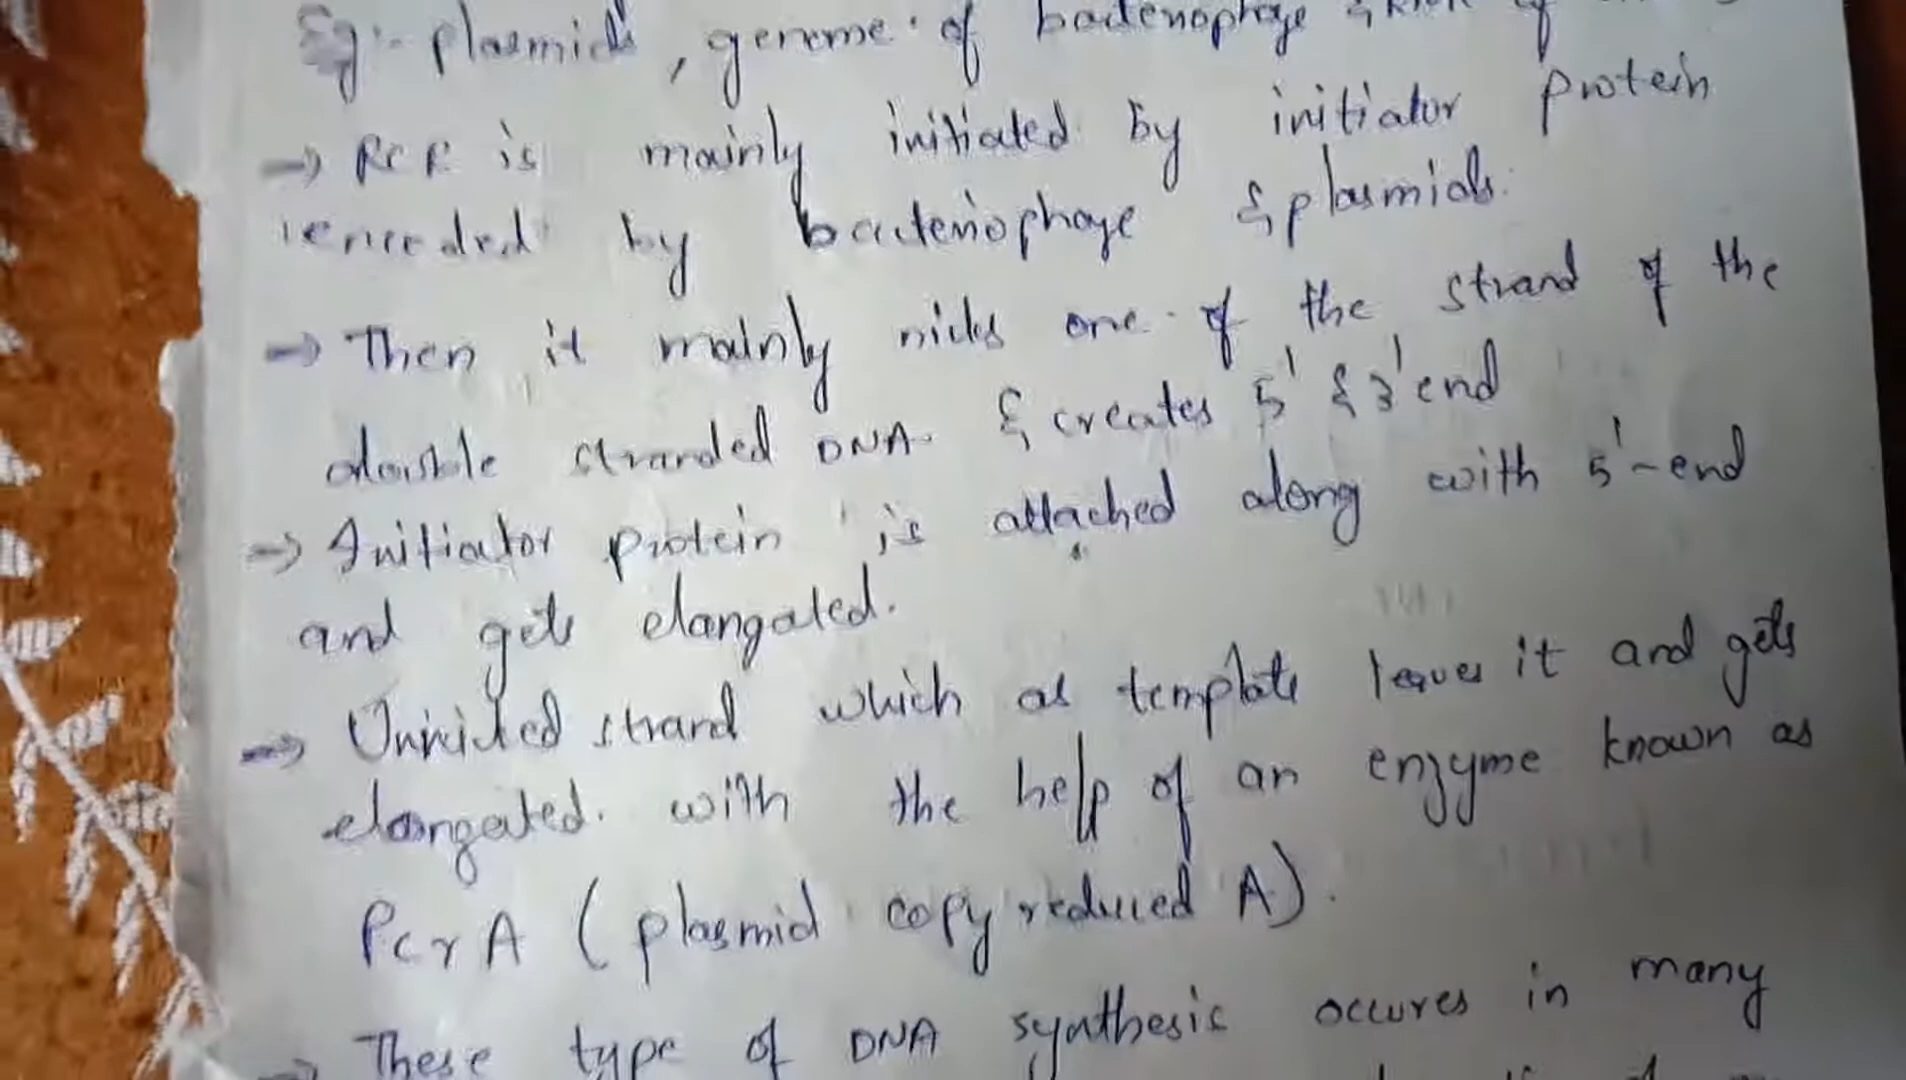 Eg:- plasmids, genome of bacteriophage &
→ RCR is mainly initiated by initiator protein
encoded by bacteriophage & plasmids.
→ Then it mainly nicks one of the strand of the
double stranded DNA & creates 5' & 3' end
→ Initiator protein is attached along with 5'-end
and gets elongated.
→ Unnicked strand which as template leaves it and gets
elongated. with the help of an enzyme known as
PcrA (plasmid copy reduced A).
→ These type of DNA synthesis occures in many